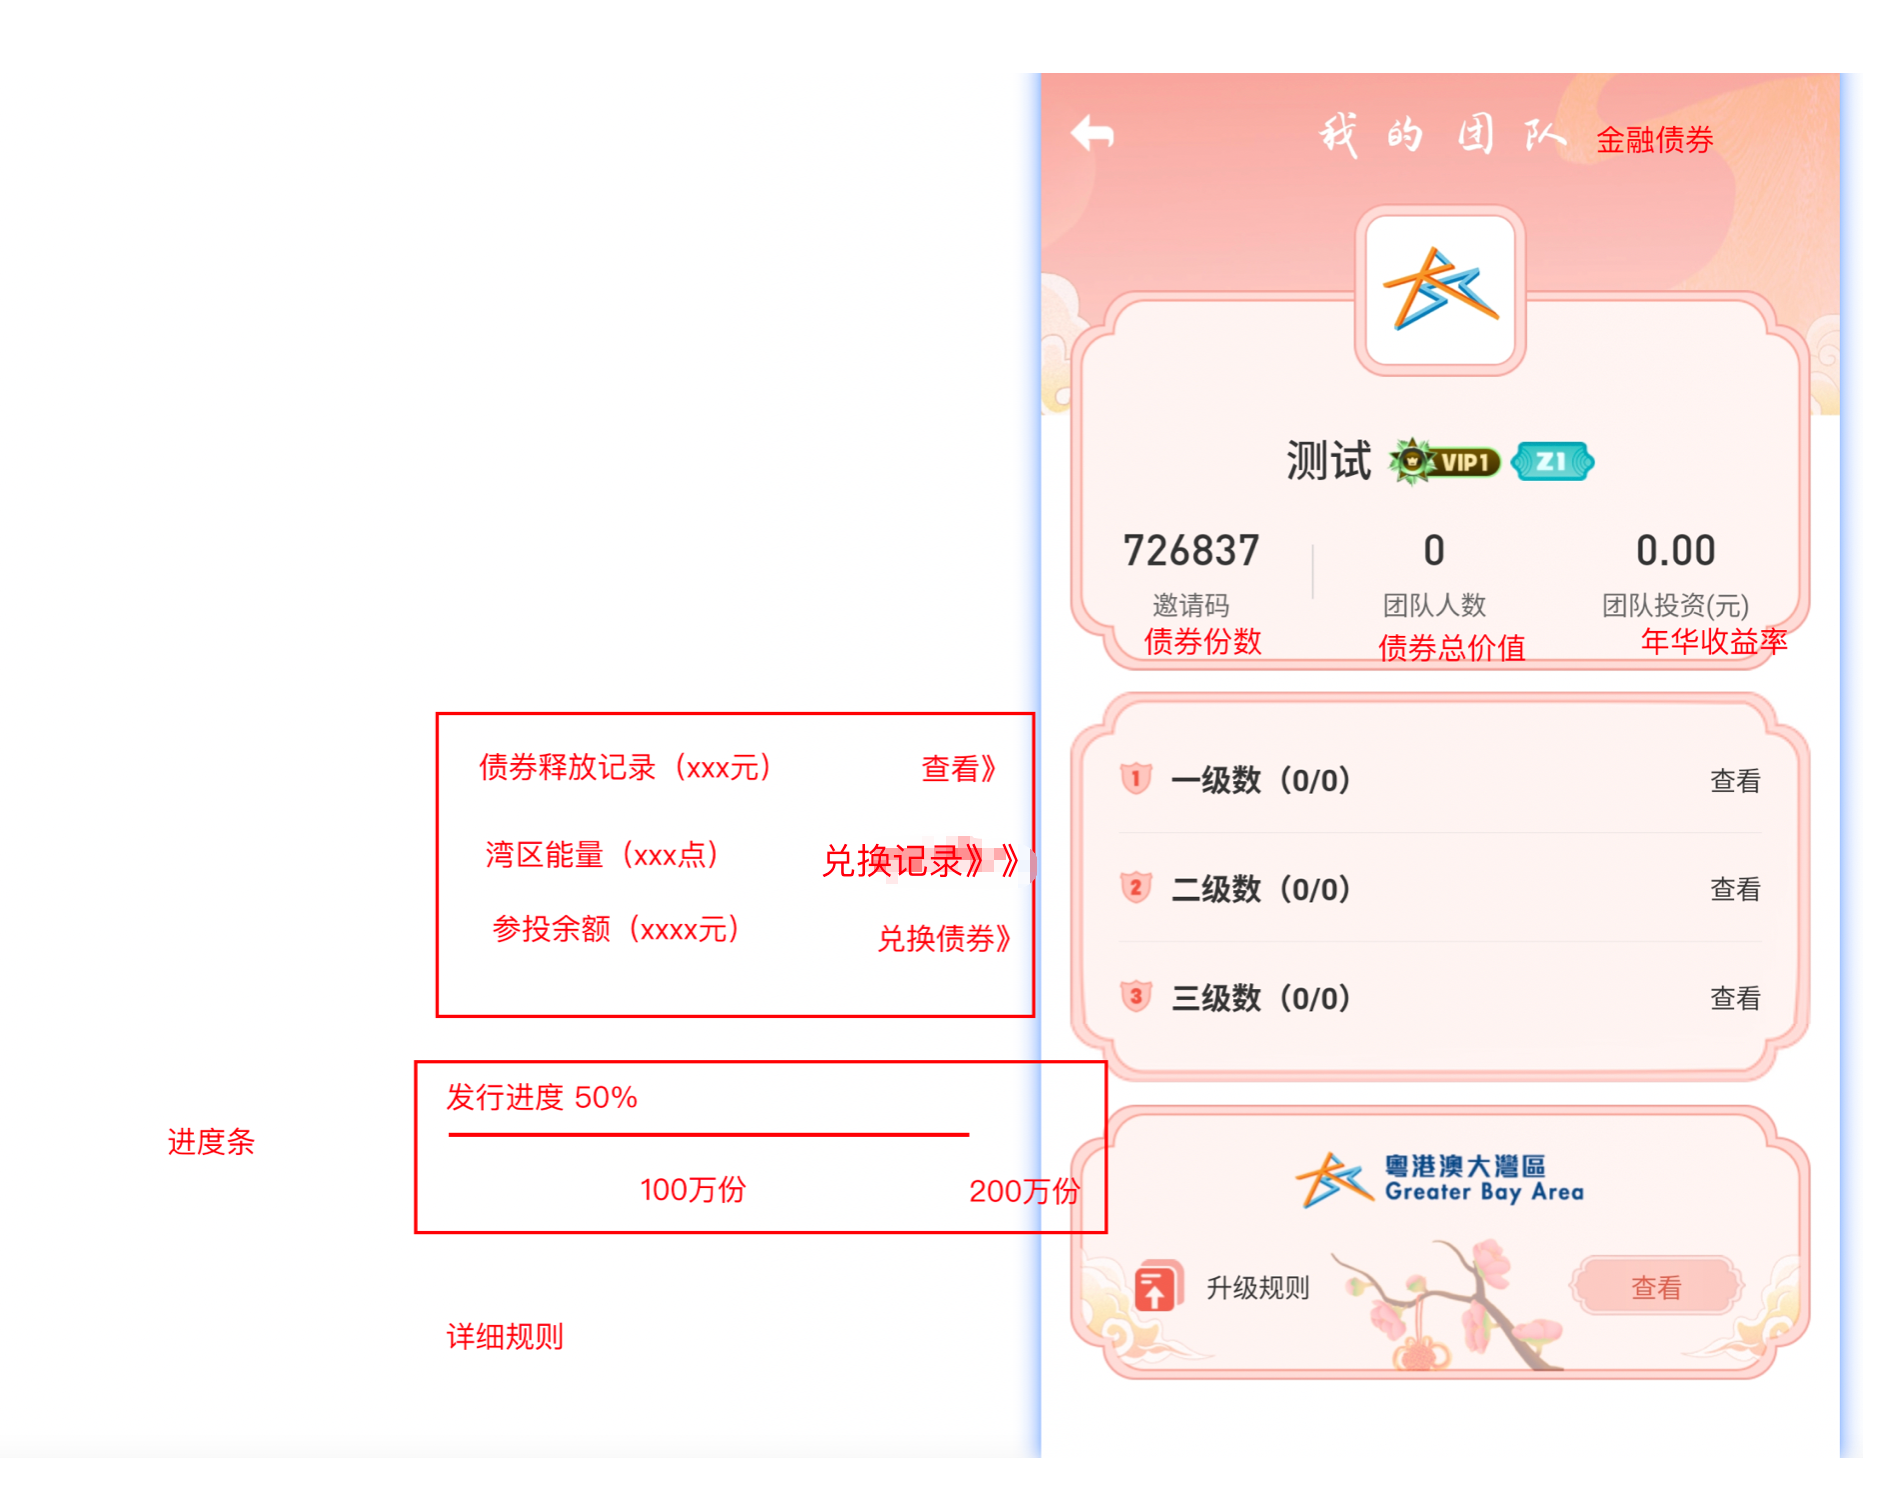 我的团队 金融债券
测试 VIP1 Z1
726837 0 0.00
邀请码 团队人数 团队投资(元)
债券份数 债券总价值 年华收益率
债券释放记录（xxx元） 查看》
湾区能量（xxx点） 兑换记录》》
参投余额（xxxx元） 兑换债券》
1 一级数（0/0） 查看
2 二级数（0/0） 查看
3 三级数（0/0） 查看
发行进度 50%
进度条
100万份 200万份
粵港澳大灣區
Greater Bay Area
升级规则 查看
详细规则